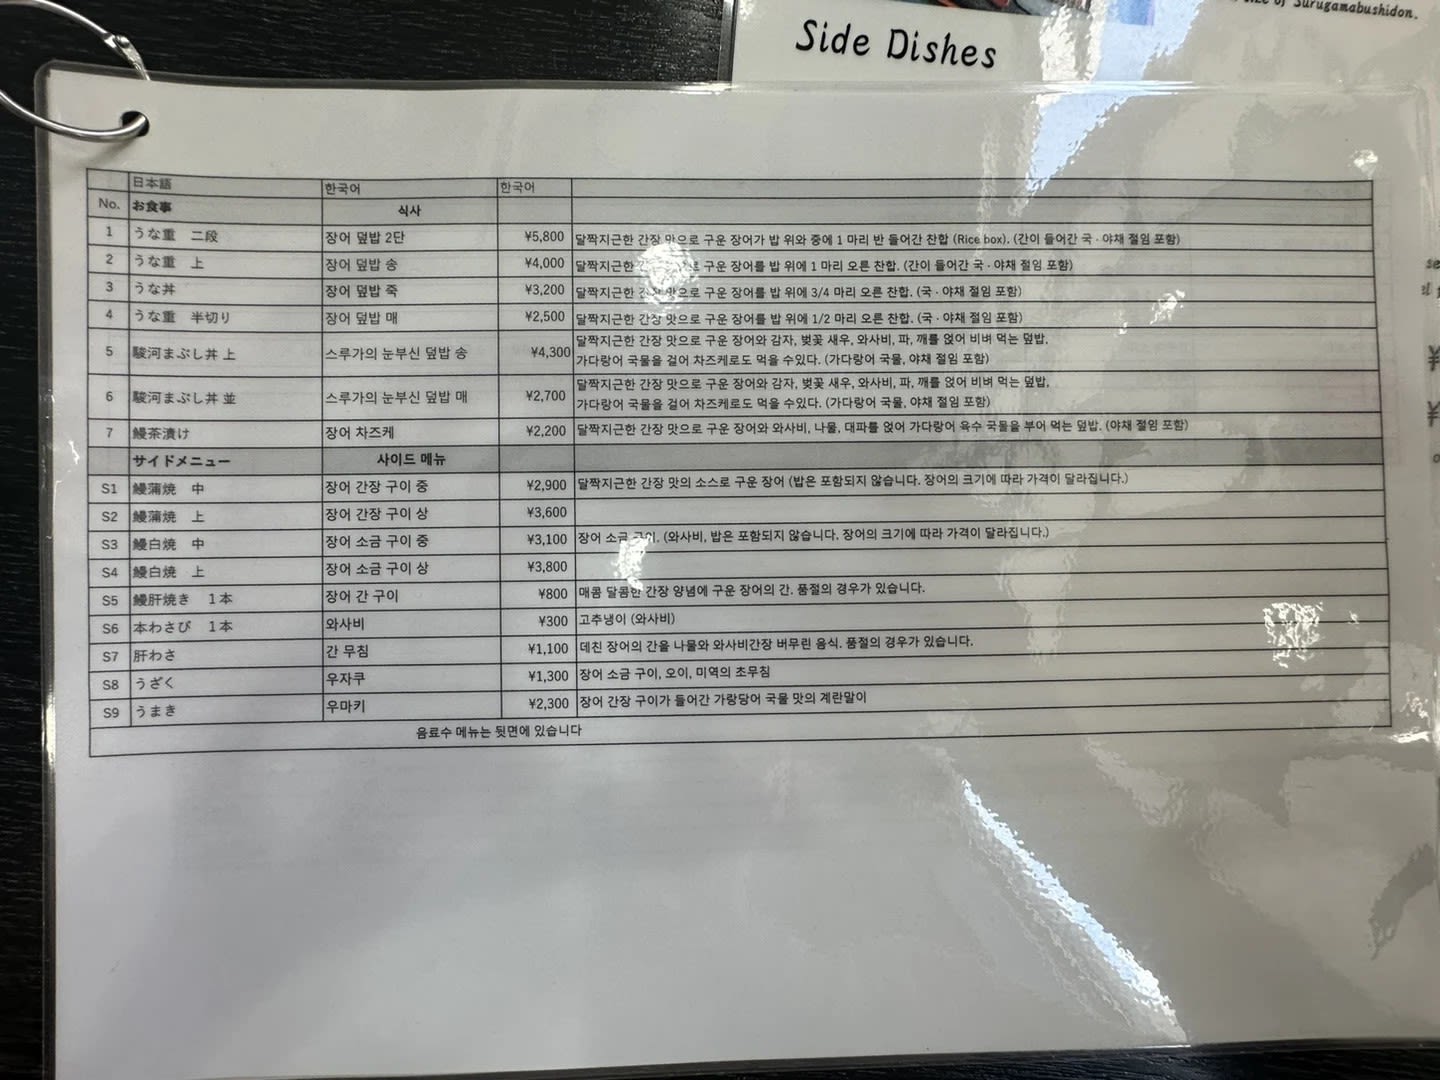 size of Surugamabushidon.
Side Dishes
日本語 한국어 한국어
No. お食事 식사
1 うな重 二段 장어 덮밥 2단 ¥5,800 달짝지근한 간장 맛으로 구운 장어가 밥 위와 중에 1 마리 반 들어간 찬합 (Rice box). (간이 들어간 국 · 야채 절임 포함)
2 うな重 上 장어 덮밥 송 ¥4,000 달짝지근한 맛으로 구운 장어를 밥 위에 1 마리 오른 찬합. (간이 들어간 국 · 야채 절임 포함)
3 うな丼 장어 덮밥 죽 ¥3,200 달짝지근한 간장 맛으로 구운 장어를 밥 위에 3/4 마리 오른 찬합. (국 · 야채 절임 포함)
4 うな重 半切り 장어 덮밥 매 ¥2,500 달짝지근한 간장 맛으로 구운 장어를 밥 위에 1/2 마리 오른 찬합. (국 · 야채 절임 포함)
5 駿河まぶし丼 上 스루가의 눈부신 덮밥 송 ¥4,300 달짝지근한 간장 맛으로 구운 장어와 감자, 벚꽃 새우, 와사비, 파, 깨를 얹어 비벼 먹는 덮밥,
가다랑어 국물을 걸어 차즈케로도 먹을 수있다. (가다랑어 국물, 야채 절임 포함)
6 駿河まぶし丼 並 스루가의 눈부신 덮밥 매 ¥2,700 달짝지근한 간장 맛으로 구운 장어와 감자, 벚꽃 새우, 와사비, 파, 깨를 얹어 비벼 먹는 덮밥,
가다랑어 국물을 걸어 차즈케로도 먹을 수있다. (가다랑어 국물, 야채 절임 포함)
7 鰻茶漬け 장어 차즈케 ¥2,200 달짝지근한 간장 맛으로 구운 장어와 와사비, 나물, 대파를 얹어 가다랑어 육수 국물을 부어 먹는 덮밥. (야채 절임 포함)
サイドメニュー 사이드 메뉴
S1 鰻蒲焼 中 장어 간장 구이 중 ¥2,900 달짝지근한 간장 맛의 소스로 구운 장어 (밥은 포함되지 않습니다. 장어의 크기에 따라 가격이 달라집니다.)
S2 鰻蒲焼 上 장어 간장 구이 상 ¥3,600
S3 鰻白焼 中 장어 소금 구이 중 ¥3,100 장어 소금 구이, (와사비, 밥은 포함되지 않습니다, 장어의 크기에 따라 가격이 달라집니다.)
S4 鰻白焼 上 장어 소금 구이 상 ¥3,800
S5 鰻肝焼き 1本 장어 간 구이 ¥800 매콤 달콤한 간장 양념에 구운 장어의 간. 품절의 경우가 있습니다.
S6 本わさび 1本 와사비 ¥300 고추냉이 (와사비)
S7 肝わさ 간 무침 ¥1,100 데친 장어의 간을 나물와 와사비간장 버무린 음식. 품절의 경우가 있습니다.
S8 うざく 우자쿠 ¥1,300 장어 소금 구이, 오이, 미역의 초무침
S9 うまき 우마키 ¥2,300 장어 간장 구이가 들어간 가랑당어 국물 맛의 계란말이
음료수 메뉴는 뒷면에 있습니다